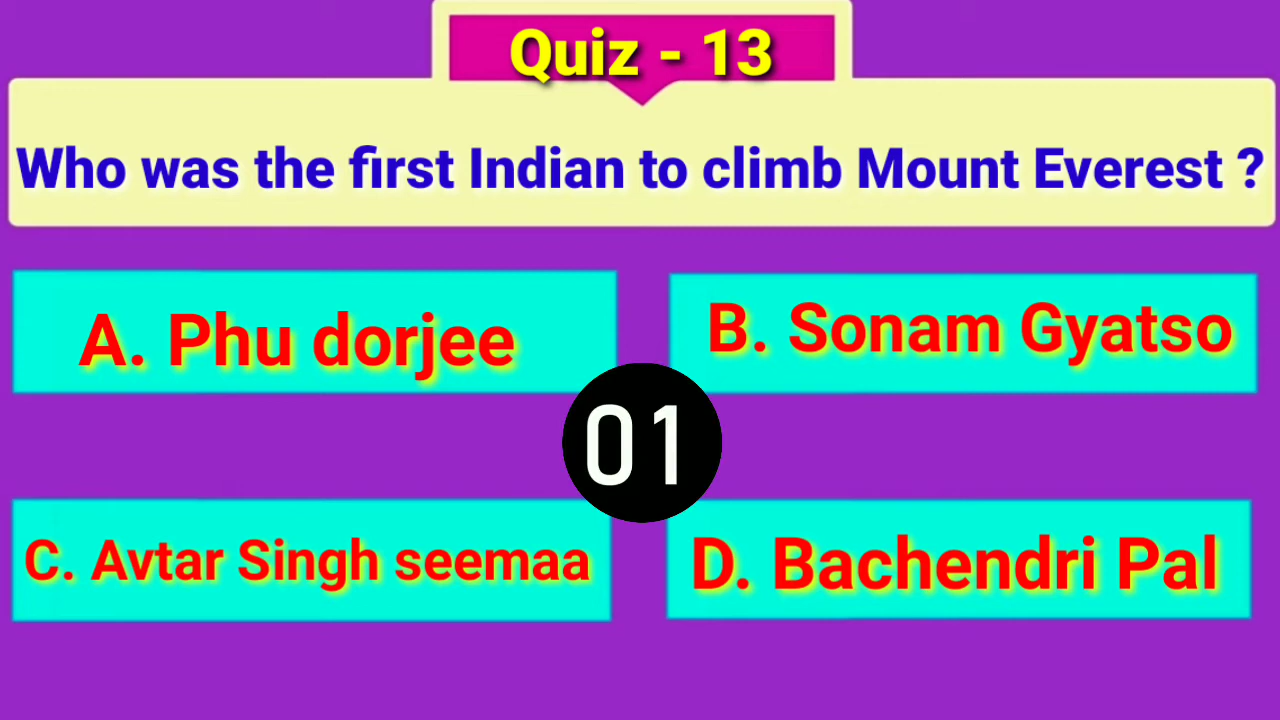 Quiz - 13
Who was the first Indian to climb Mount Everest ?
A. Phu dorjee
B. Sonam Gyatso
01
C. Avtar Singh seemaa
D. Bachendri Pal